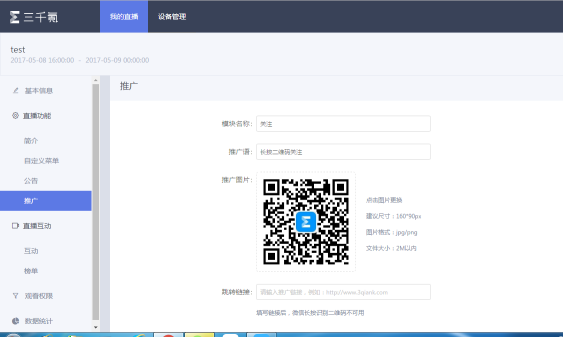 三千氪
我的直播
设备管理
test
2017-05-08 16:00:00 - 2017-05-09 00:00:00
基本信息
直播功能
简介
自定义菜单
公告
推广
直播互动
互动
榜单
观看权限
数据统计
推广
模块名称: 关注
推广语: 长按二维码关注
推广图片:
点击图片更换
建议尺寸: 160*90px
图片格式: jpg/png
文件大小: 2M以内
跳转链接: 请输入推广链接，例如: http://www.3qiank.com
填写链接后，微信长按识别二维码不可用